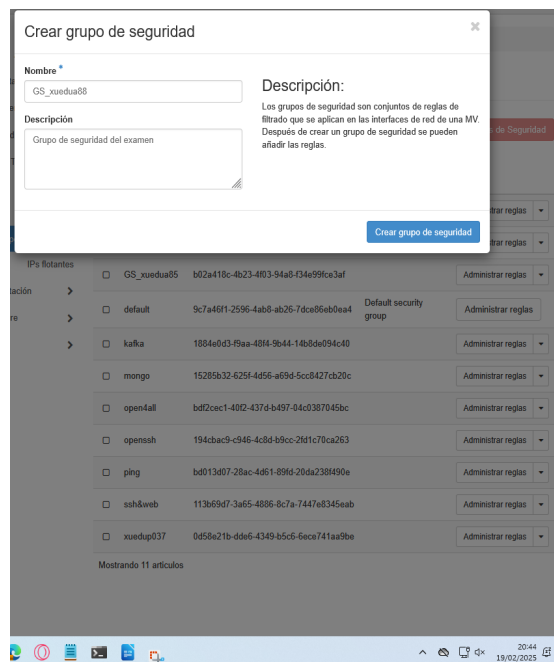 Crear grupo de seguridad
×
Nombre *
GS_xuedua88
Descripción
Grupo de seguridad del examen
Descripción:
Los grupos de seguridad son conjuntos de reglas de
filtrado que se aplican en las interfaces de red de una MV.
Después de crear un grupo de seguridad se pueden
añadir las reglas.
de Seguridad
Crear grupo de seguridad
trar reglas
trar reglas
IPs flotantes
GS_xuedua85 b02a418c-4b23-4f03-94a8-f34e99fce3af Administrar reglas
default 9c7a46f1-2596-4ab8-ab26-7dce86eb0ea4 Default security group Administrar reglas
kafka 1884e0d3-f9aa-48f4-9b44-14b8de094c40 Administrar reglas
mongo 15285b32-625f-4d56-a69d-5cc8427cb20c Administrar reglas
open4all bdf2cec1-40f2-437d-b497-04c0387045bc Administrar reglas
openssh 194cbac9-c946-4c8d-b9cc-2fd1c70ca263 Administrar reglas
ping bd013d07-28ac-4d61-89fd-20da238f490e Administrar reglas
ssh&web 113b69d7-3a65-4886-8c7a-7447e8345eab Administrar reglas
xuedup037 0d58e21b-dde6-4349-b5c6-6ece741aa9be Administrar reglas
Mostrando 11 articulos
20:44
19/02/2025